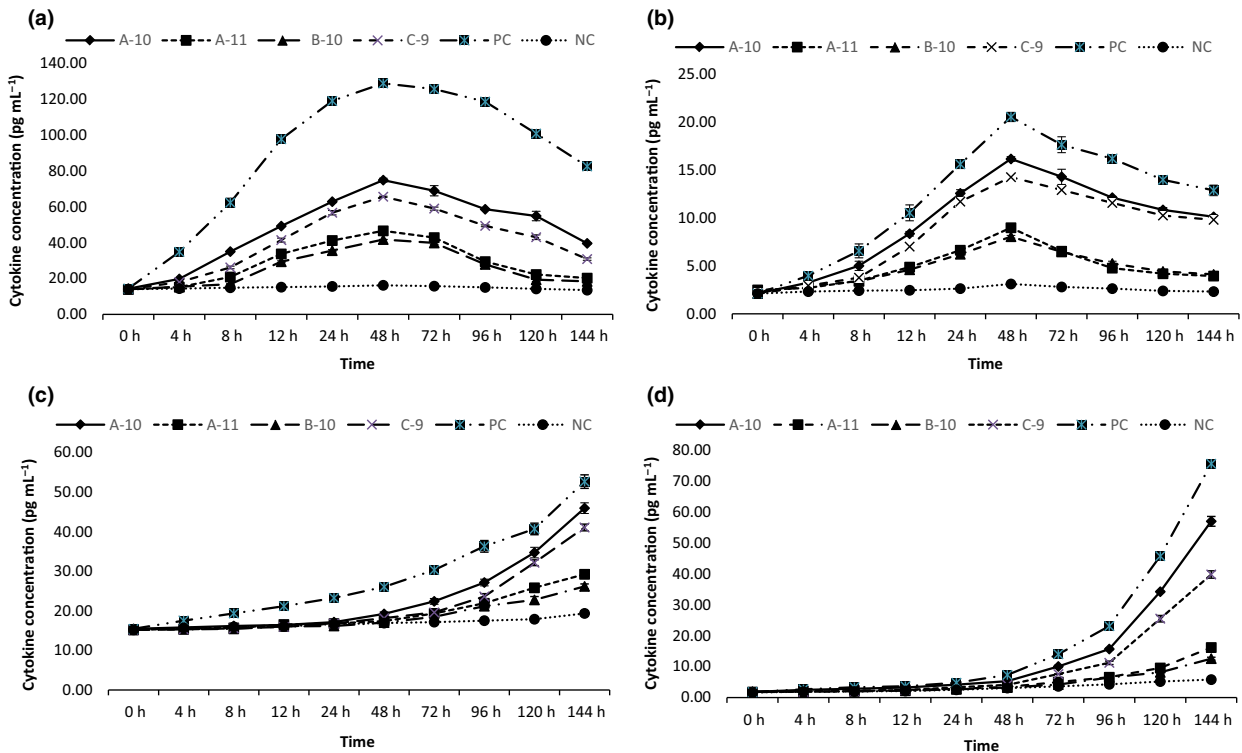 (a)
A-10 A-11 B-10 C-9 PC NC
Cytokine concentration (pg mL⁻¹)
140.00
120.00
100.00
80.00
60.00
40.00
20.00
0.00
0 h 4 h 8 h 12 h 24 h 48 h 72 h 96 h 120 h 144 h
Time
(b)
A-10 A-11 B-10 C-9 PC NC
Cytokine concentration (pg mL⁻¹)
25.00
20.00
15.00
10.00
5.00
0.00
0 h 4 h 8 h 12 h 24 h 48 h 72 h 96 h 120 h 144 h
Time
(c)
A-10 A-11 B-10 C-9 PC NC
Cytokine concentration (pg mL⁻¹)
60.00
50.00
40.00
30.00
20.00
10.00
0.00
0 h 4 h 8 h 12 h 24 h 48 h 72 h 96 h 120 h 144 h
Time
(d)
A-10 A-11 B-10 C-9 PC NC
Cytokine concentration (pg mL⁻¹)
80.00
70.00
60.00
50.00
40.00
30.00
20.00
10.00
0.00
0 h 4 h 8 h 12 h 24 h 48 h 72 h 96 h 120 h 144 h
Time